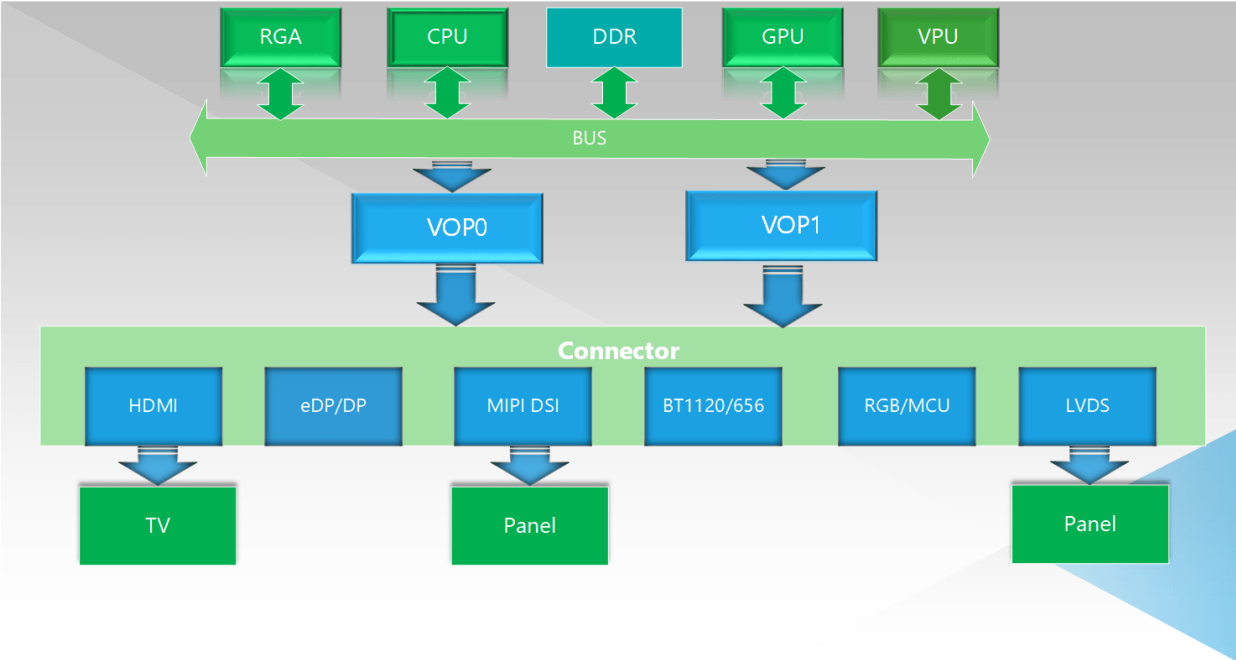 RGA
CPU
DDR
GPU
VPU
BUS
VOP0
VOP1
Connector
HDMI
eDP/DP
MIPI DSI
BT1120/656
RGB/MCU
LVDS
TV
Panel
Panel